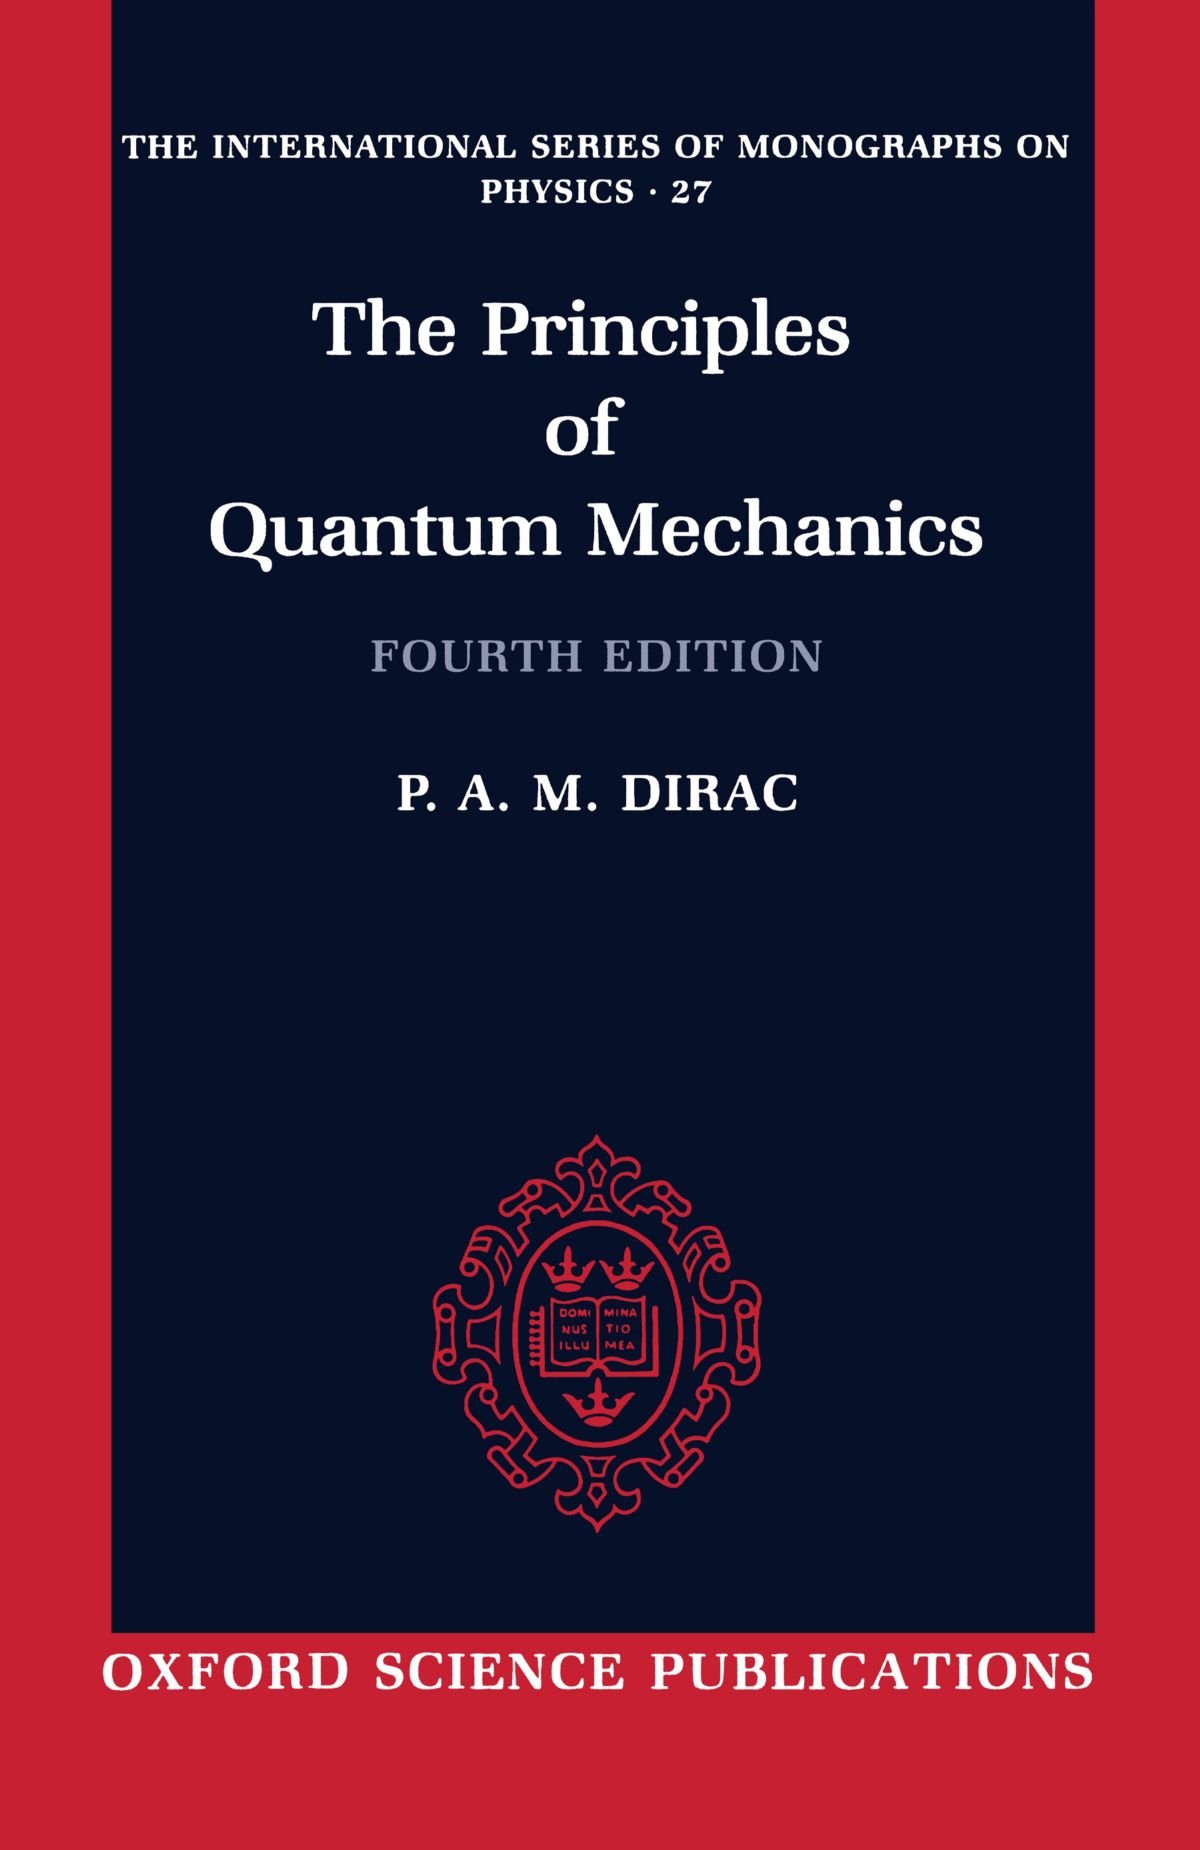 THE INTERNATIONAL SERIES OF MONOGRAPHS ON
PHYSICS · 27
The Principles
of
Quantum Mechanics
FOURTH EDITION
P. A. M. DIRAC
DOMI MINA
NUS TIO
ILLU MEA
OXFORD SCIENCE PUBLICATIONS